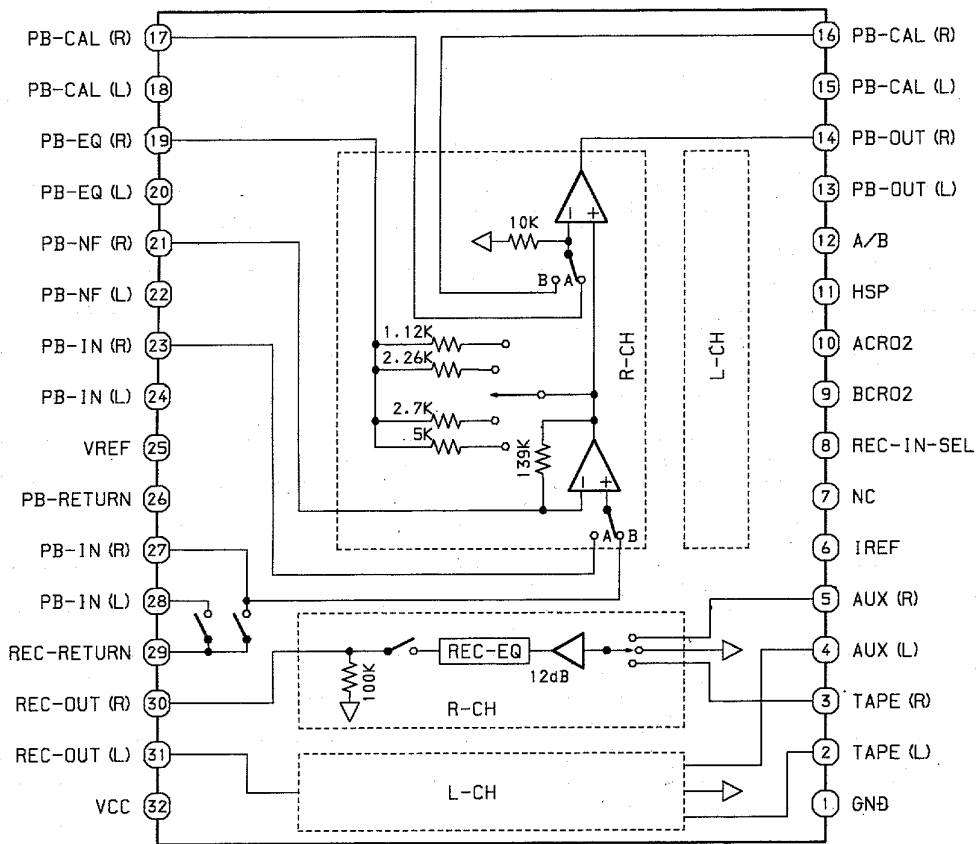 PB-CAL (R) 17
PB-CAL (L) 18
PB-EQ (R) 19
PB-EQ (L) 20
PB-NF (R) 21
PB-NF (L) 22
PB-IN (R) 23
PB-IN (L) 24
VREF 25
PB-RETURN 26
PB-IN (R) 27
PB-IN (L) 28
REC-RETURN 29
REC-OUT (R) 30
REC-OUT (L) 31
VCC 32
16 PB-CAL (R)
15 PB-CAL (L)
14 PB-OUT (R)
13 PB-OUT (L)
12 A/B
11 HSP
10 ACRO2
9 BCRO2
8 REC-IN-SEL
7 NC
6 IREF
5 AUX (R)
4 AUX (L)
3 TAPE (R)
2 TAPE (L)
1 GND
10K
− +
B A
1.12K
2.26K
2.7K
5K
139K
− +
A B
R-CH
L-CH
REC-EQ
12dB
100K
R-CH
L-CH